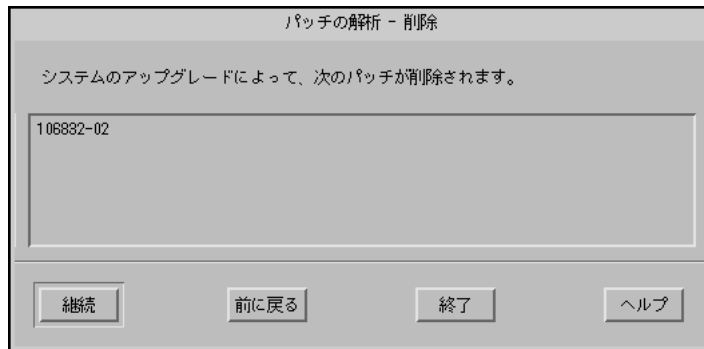 パッチの解析 - 削除
システムのアップグレードによって、次のパッチが削除されます。
106832-02
継続 前に戻る 終了 ヘルプ